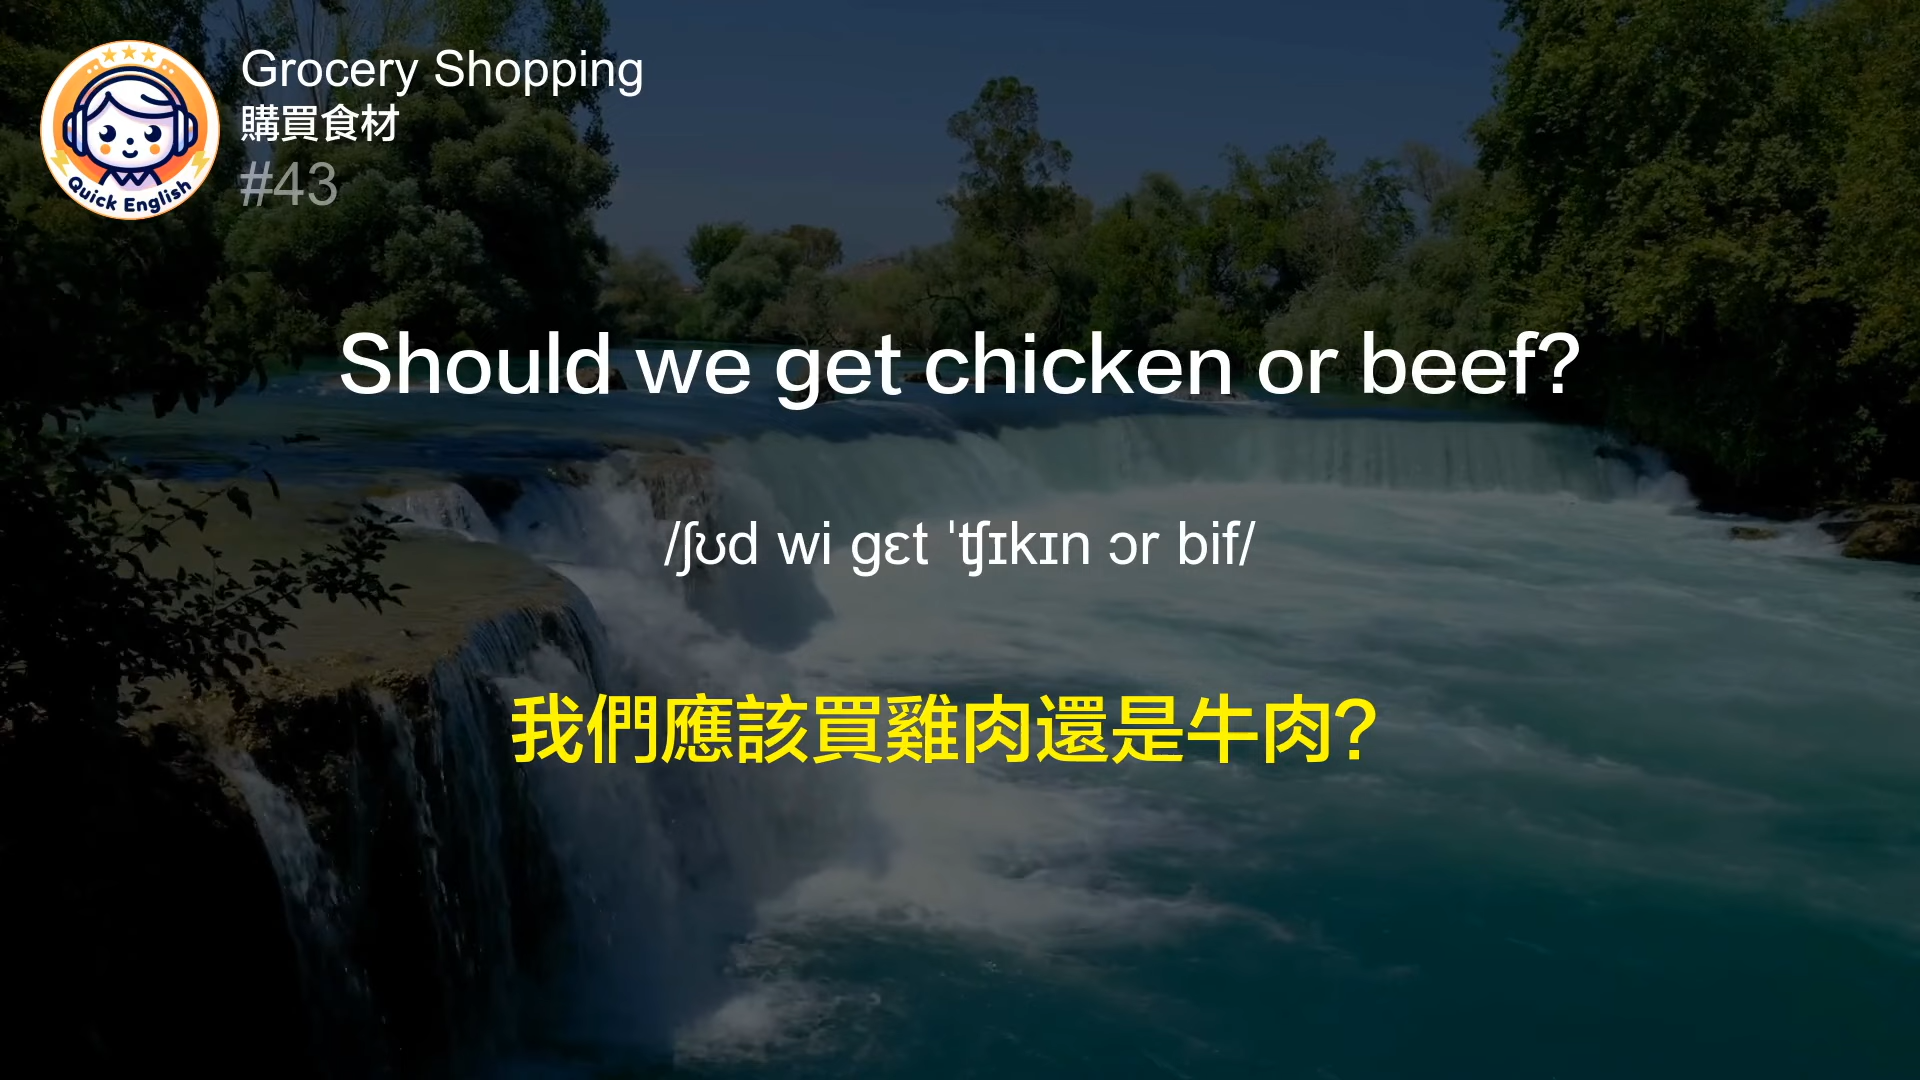 Quick English
Grocery Shopping
購買食材
#43
Should we get chicken or beef?
/ʃʊd wi gɛt ˈʧɪkɪn ɔr bif/
我們應該買雞肉還是牛肉?